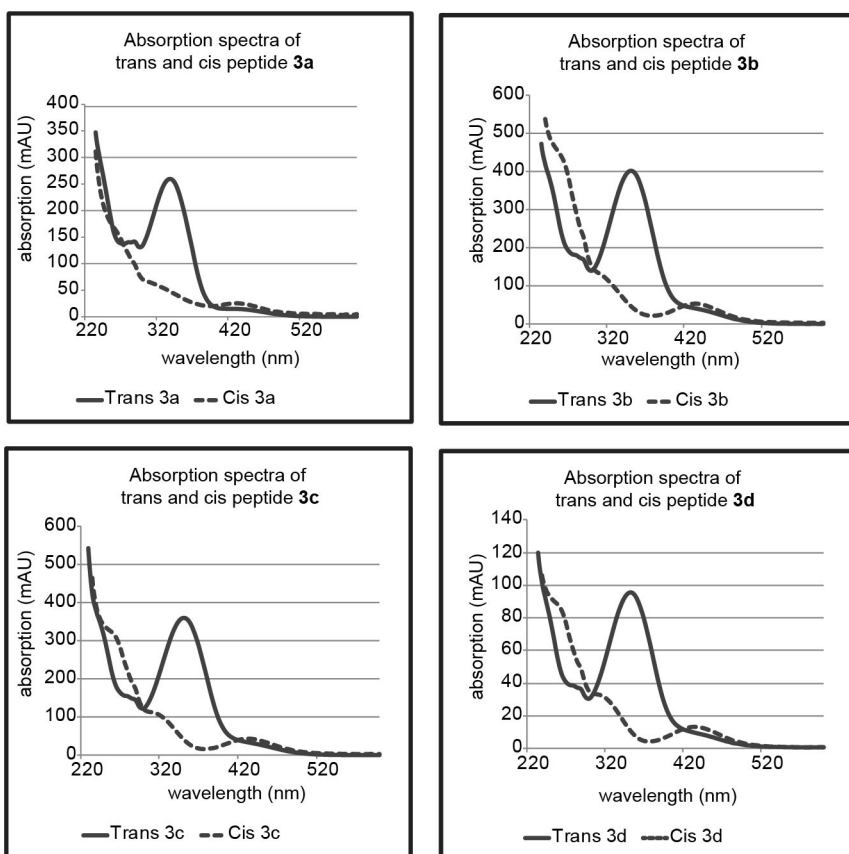 Absorption spectra of
trans and cis peptide 3a
absorption (mAU)
400
350
300
250
200
150
100
50
0
220 320 420 520
wavelength (nm)
Trans 3a Cis 3a
Absorption spectra of
trans and cis peptide 3b
absorption (mAU)
600
500
400
300
200
100
0
220 320 420 520
wavelength (nm)
Trans 3b Cis 3b
Absorption spectra of
trans and cis peptide 3c
absorption (mAU)
600
500
400
300
200
100
0
220 320 420 520
wavelength (nm)
Trans 3c Cis 3c
Absorption spectra of
trans and cis peptide 3d
absorption (mAU)
140
120
100
80
60
40
20
0
220 320 420 520
wavelength (nm)
Trans 3d Cis 3d